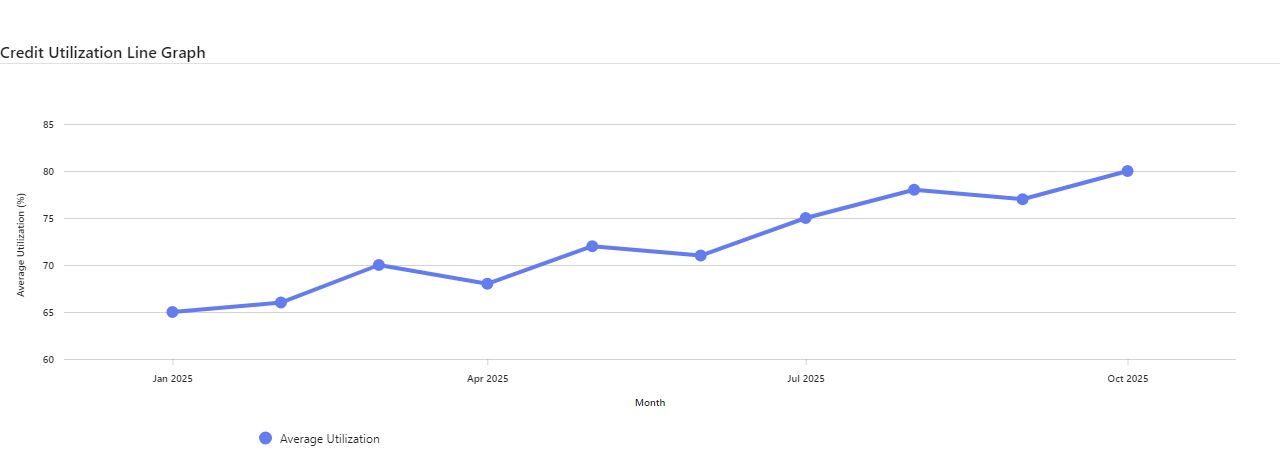 Credit Utilization Line Graph
85
80
75
70
65
60
Average Utilization (%)
Jan 2025
Apr 2025
Jul 2025
Oct 2025
Month
Average Utilization